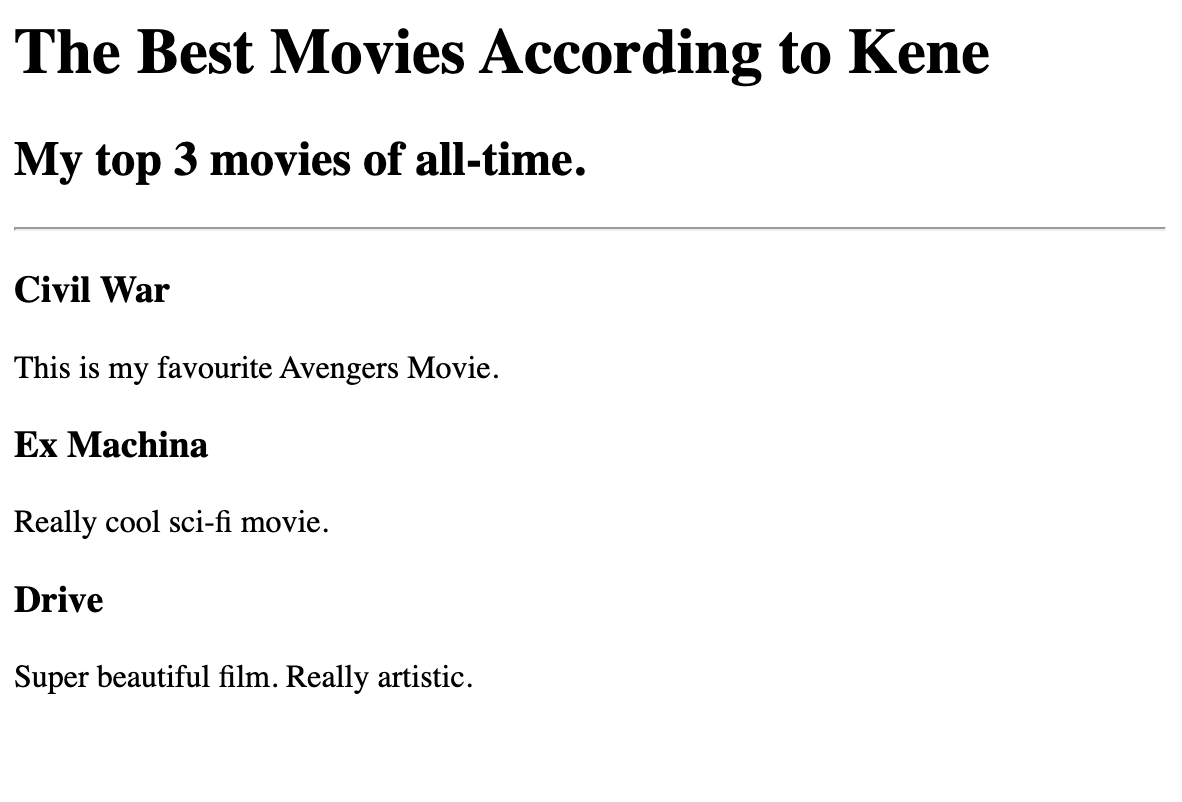 The Best Movies According to Kene
My top 3 movies of all-time.
Civil War
This is my favourite Avengers Movie.
Ex Machina
Really cool sci-fi movie.
Drive
Super beautiful film. Really artistic.